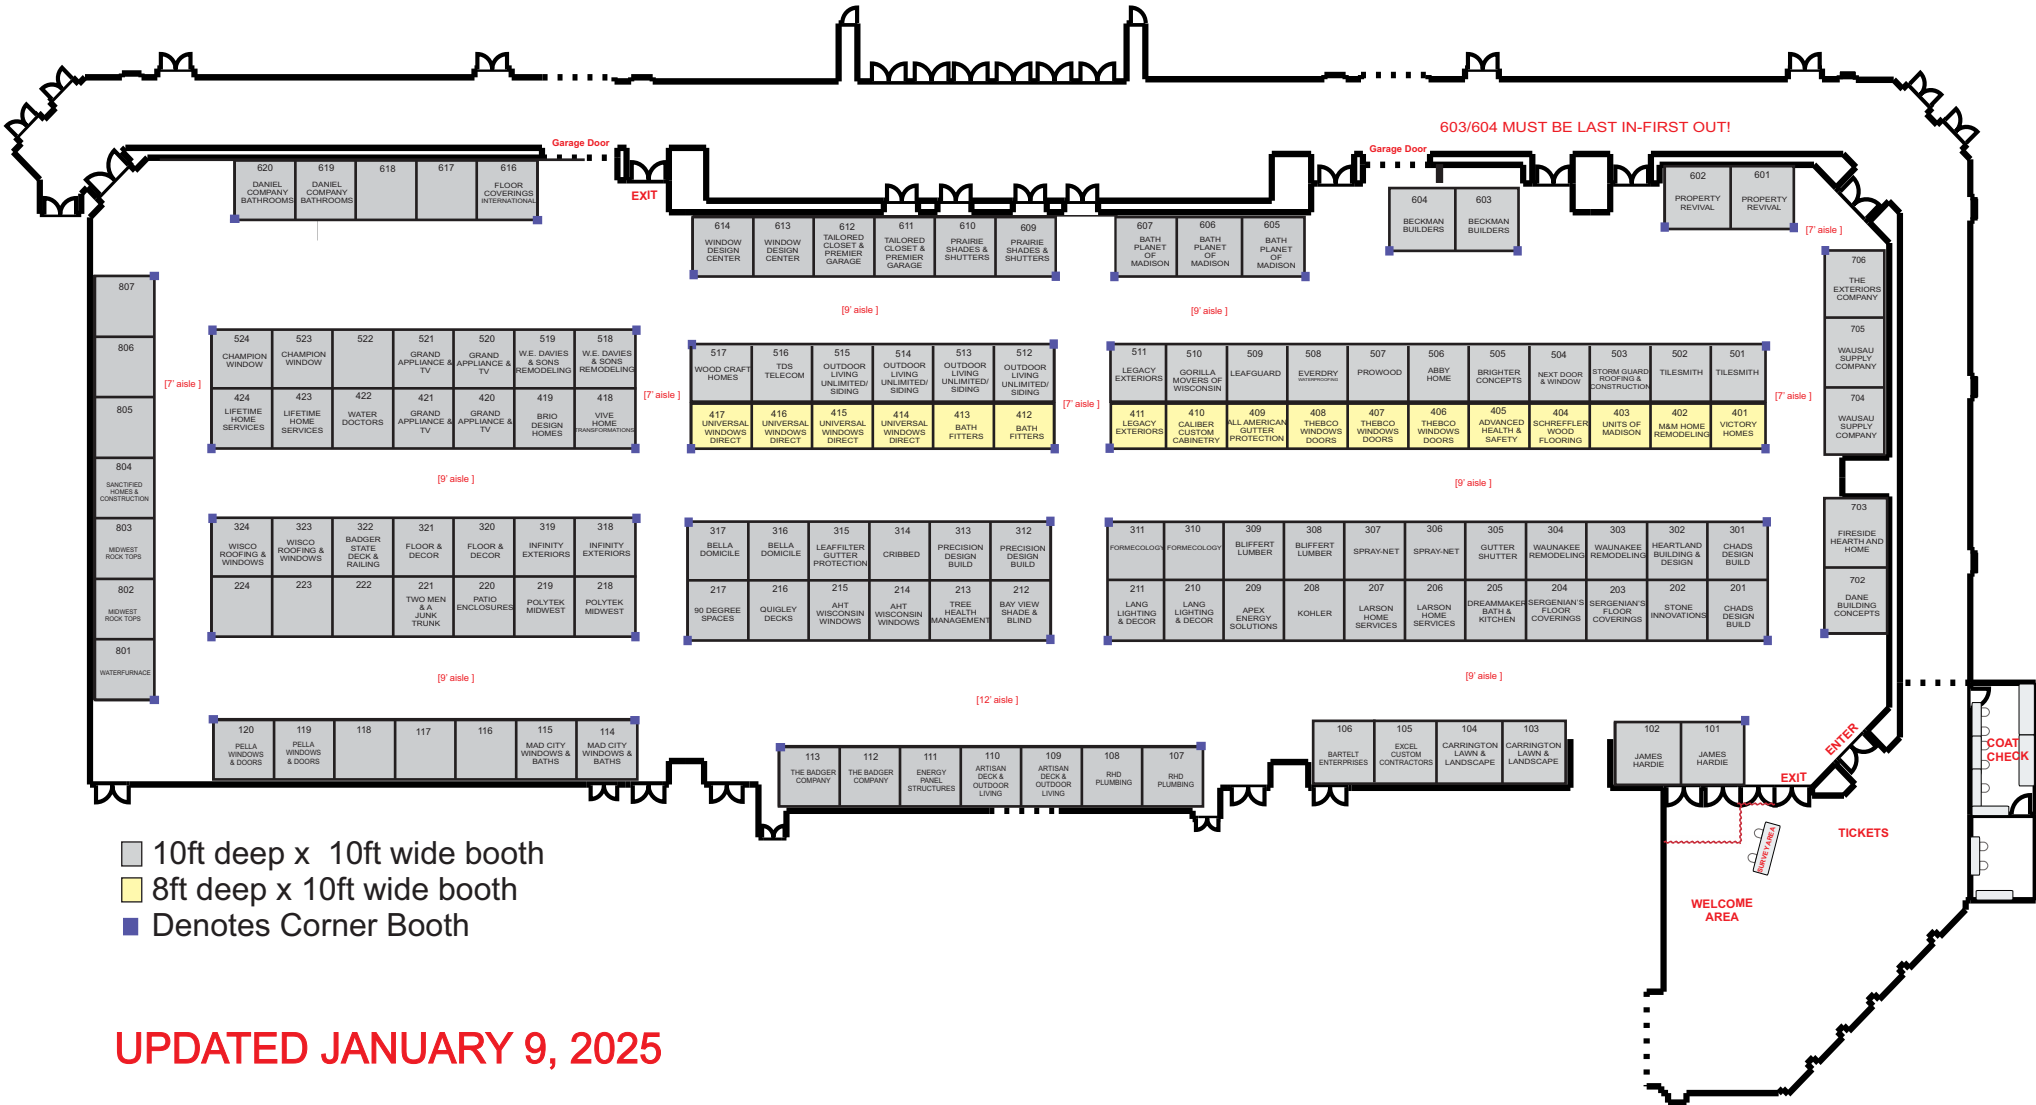 603/604 MUST BE LAST IN-FIRST OUT!
Garage Door
Garage Door
EXIT
620
DANIEL
COMPANY
BATHROOMS
619
DANIEL
COMPANY
BATHROOMS
618
617
616
FLOOR
COVERINGS
INTERNATIONAL
614
WINDOW
DESIGN
CENTER
613
WINDOW
DESIGN
CENTER
612
TAILORED
CLOSET &
PREMIER
GARAGE
611
TAILORED
CLOSET &
PREMIER
GARAGE
610
PRAIRIE
SHADES &
SHUTTERS
609
PRAIRIE
SHADES &
SHUTTERS
607
BATH
PLANET
OF
MADISON
606
BATH
PLANET
OF
MADISON
605
BATH
PLANET
OF
MADISON
604
BECKMAN
BUILDERS
603
BECKMAN
BUILDERS
602
PROPERTY
REVIVAL
601
PROPERTY
REVIVAL
[7' aisle ]
706
THE
EXTERIORS
COMPANY
705
WAUSAU
SUPPLY
COMPANY
704
WAUSAU
SUPPLY
COMPANY
703
FIRESIDE
HEARTH AND
HOME
702
DANE
BUILDING
CONCEPTS
807
806
805
804
SANCTIFIED
HOMES &
CONSTRUCTION
803
MIDWEST
ROCK TOPS
802
MIDWEST
ROCK TOPS
801
WATERFURNACE
[9' aisle ]
[9' aisle ]
[7' aisle ]
[7' aisle ]
[7' aisle ]
[7' aisle ]
524
CHAMPION
WINDOW
523
CHAMPION
WINDOW
522
521
GRAND
APPLIANCE &
TV
520
GRAND
APPLIANCE &
TV
519
W.E. DAVIES
& SONS
REMODELING
518
W.E. DAVIES
& SONS
REMODELING
424
LIFETIME
HOME
SERVICES
423
LIFETIME
HOME
SERVICES
422
WATER
DOCTORS
421
GRAND
APPLIANCE &
TV
420
GRAND
APPLIANCE &
TV
419
BRIO
DESIGN
HOMES
418
VIVE
HOME
TRANSFORMATIONS
517
WOOD CRAFT
HOMES
516
TDS
TELECOM
515
OUTDOOR
LIVING
UNLIMITED/
SIDING
514
OUTDOOR
LIVING
UNLIMITED/
SIDING
513
OUTDOOR
LIVING
UNLIMITED/
SIDING
512
OUTDOOR
LIVING
UNLIMITED/
SIDING
417
UNIVERSAL
WINDOWS
DIRECT
416
UNIVERSAL
WINDOWS
DIRECT
415
UNIVERSAL
WINDOWS
DIRECT
414
UNIVERSAL
WINDOWS
DIRECT
413
BATH
FITTERS
412
BATH
FITTERS
511
LEGACY
EXTERIORS
510
GORILLA
MOVERS OF
WISCONSIN
509
LEAFGUARD
508
EVERDRY
WATERPROOFING
507
PROWOOD
506
ABBY
HOME
505
BRIGHTER
CONCEPTS
504
NEXT DOOR
& WINDOW
503
STORM GUARD
ROOFING &
CONSTRUCTION
502
TILESMITH
501
TILESMITH
411
LEGACY
EXTERIORS
410
CALIBER
CUSTOM
CABINETRY
409
ALL AMERICAN
GUTTER
PROTECTION
408
THEBCO
WINDOWS
DOORS
407
THEBCO
WINDOWS
DOORS
406
THEBCO
WINDOWS
DOORS
405
ADVANCED
HEALTH &
SAFETY
404
SCHREFFLER
WOOD
FLOORING
403
UNITS OF
MADISON
402
M&M HOME
REMODELING
401
VICTORY
HOMES
[9' aisle ]
[9' aisle ]
324
WISCO
ROOFING &
WINDOWS
323
WISCO
ROOFING &
WINDOWS
322
BADGER
STATE
DECK &
RAILING
321
FLOOR &
DECOR
320
FLOOR &
DECOR
319
INFINITY
EXTERIORS
318
INFINITY
EXTERIORS
224
223
222
221
TWO MEN
& A
JUNK
TRUNK
220
PATIO
ENCLOSURES
219
POLYTEK
MIDWEST
218
POLYTEK
MIDWEST
317
BELLA
DOMICILE
316
BELLA
DOMICILE
315
LEAFFILTER
GUTTER
PROTECTION
314
CRIBBED
313
PRECISION
DESIGN
BUILD
312
PRECISION
DESIGN
BUILD
217
90 DEGREE
SPACES
216
QUIGLEY
DECKS
215
AHT
WISCONSIN
WINDOWS
214
AHT
WISCONSIN
WINDOWS
213
TREE
HEALTH
MANAGEMENT
212
BAY VIEW
SHADE &
BLIND
311
FORMECOLOGY
310
FORMECOLOGY
309
BLIFFERT
LUMBER
308
BLIFFERT
LUMBER
307
SPRAY-NET
306
SPRAY-NET
305
GUTTER
SHUTTER
304
WAUNAKEE
REMODELING
303
WAUNAKEE
REMODELING
302
HEARTLAND
BUILDING &
DESIGN
301
CHADS
DESIGN
BUILD
211
LANG
LIGHTING
& DECOR
210
LANG
LIGHTING
& DECOR
209
APEX
ENERGY
SOLUTIONS
208
KOHLER
207
LARSON
HOME
SERVICES
206
LARSON
HOME
SERVICES
205
DREAMMAKER
BATH &
KITCHEN
204
SERGENIAN'S
FLOOR
COVERINGS
203
SERGENIAN'S
FLOOR
COVERINGS
202
STONE
INNOVATIONS
201
CHADS
DESIGN
BUILD
[9' aisle ]
[12' aisle ]
[9' aisle ]
120
PELLA
WINDOWS
& DOORS
119
PELLA
WINDOWS
& DOORS
118
117
116
115
MAD CITY
WINDOWS &
BATHS
114
MAD CITY
WINDOWS &
BATHS
113
THE BADGER
COMPANY
112
THE BADGER
COMPANY
111
ENERGY
PANEL
STRUCTURES
110
ARTISAN
DECK &
OUTDOOR
LIVING
109
ARTISAN
DECK &
OUTDOOR
LIVING
108
RHD
PLUMBING
107
RHD
PLUMBING
106
BARTELT
ENTERPRISES
105
EXCEL
CUSTOM
CONTRACTORS
104
CARRINGTON
LAWN &
LANDSCAPE
103
CARRINGTON
LAWN &
LANDSCAPE
102
JAMES
HARDIE
101
JAMES
HARDIE
ENTER
EXIT
COAT
CHECK
TICKETS
SURVEY AREA
WELCOME
AREA
10ft deep x 10ft wide booth
8ft deep x 10ft wide booth
Denotes Corner Booth
UPDATED JANUARY 9, 2025